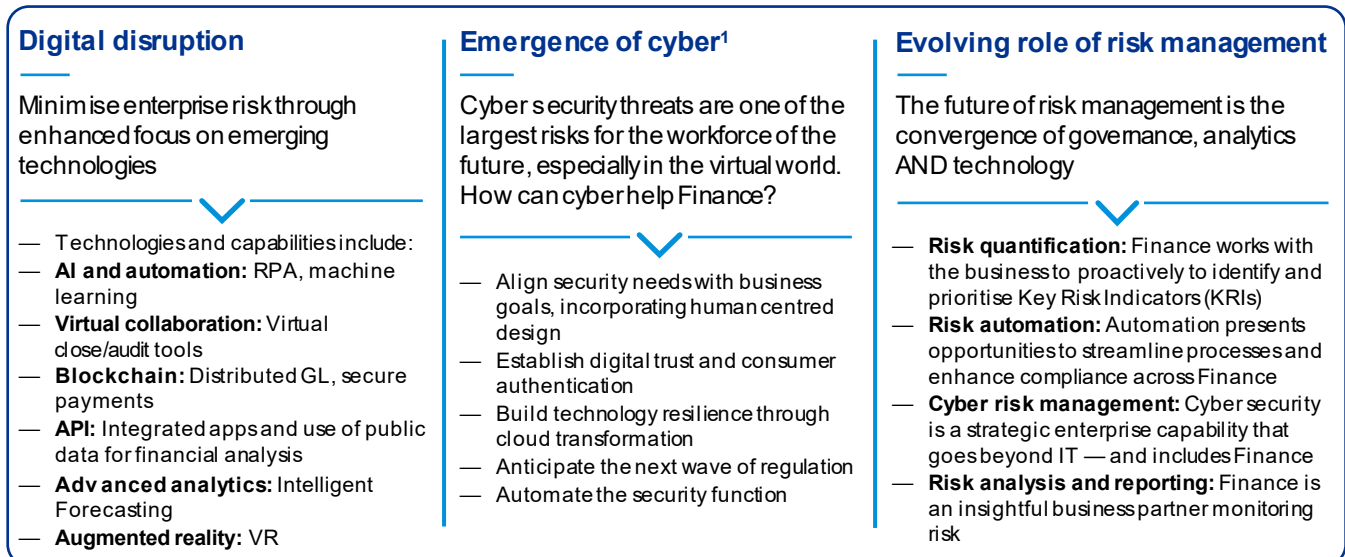 Digital disruption
Minimise enterprise risk through
enhanced focus on emerging
technologies
— Technologies and capabilities include:
— AI and automation: RPA, machine
learning
— Virtual collaboration: Virtual
close/audit tools
— Blockchain: Distributed GL, secure
payments
— API: Integrated apps and use of public
data for financial analysis
— Advanced analytics: Intelligent
Forecasting
— Augmented reality: VR
Emergence of cyber¹
Cyber security threats are one of the
largest risks for the workforce of the
future, especially in the virtual world.
How can cyber help Finance?
— Align security needs with business
goals, incorporating human centred
design
— Establish digital trust and consumer
authentication
— Build technology resilience through
cloud transformation
— Anticipate the next wave of regulation
— Automate the security function
Evolving role of risk management
The future of risk management is the
convergence of governance, analytics
AND technology
— Risk quantification: Finance works with
the business to proactively to identify and
prioritise Key Risk Indicators (KRIs)
— Risk automation: Automation presents
opportunities to streamline processes and
enhance compliance across Finance
— Cyber risk management: Cyber security
is a strategic enterprise capability that
goes beyond IT — and includes Finance
— Risk analysis and reporting: Finance is
an insightful business partner monitoring
risk